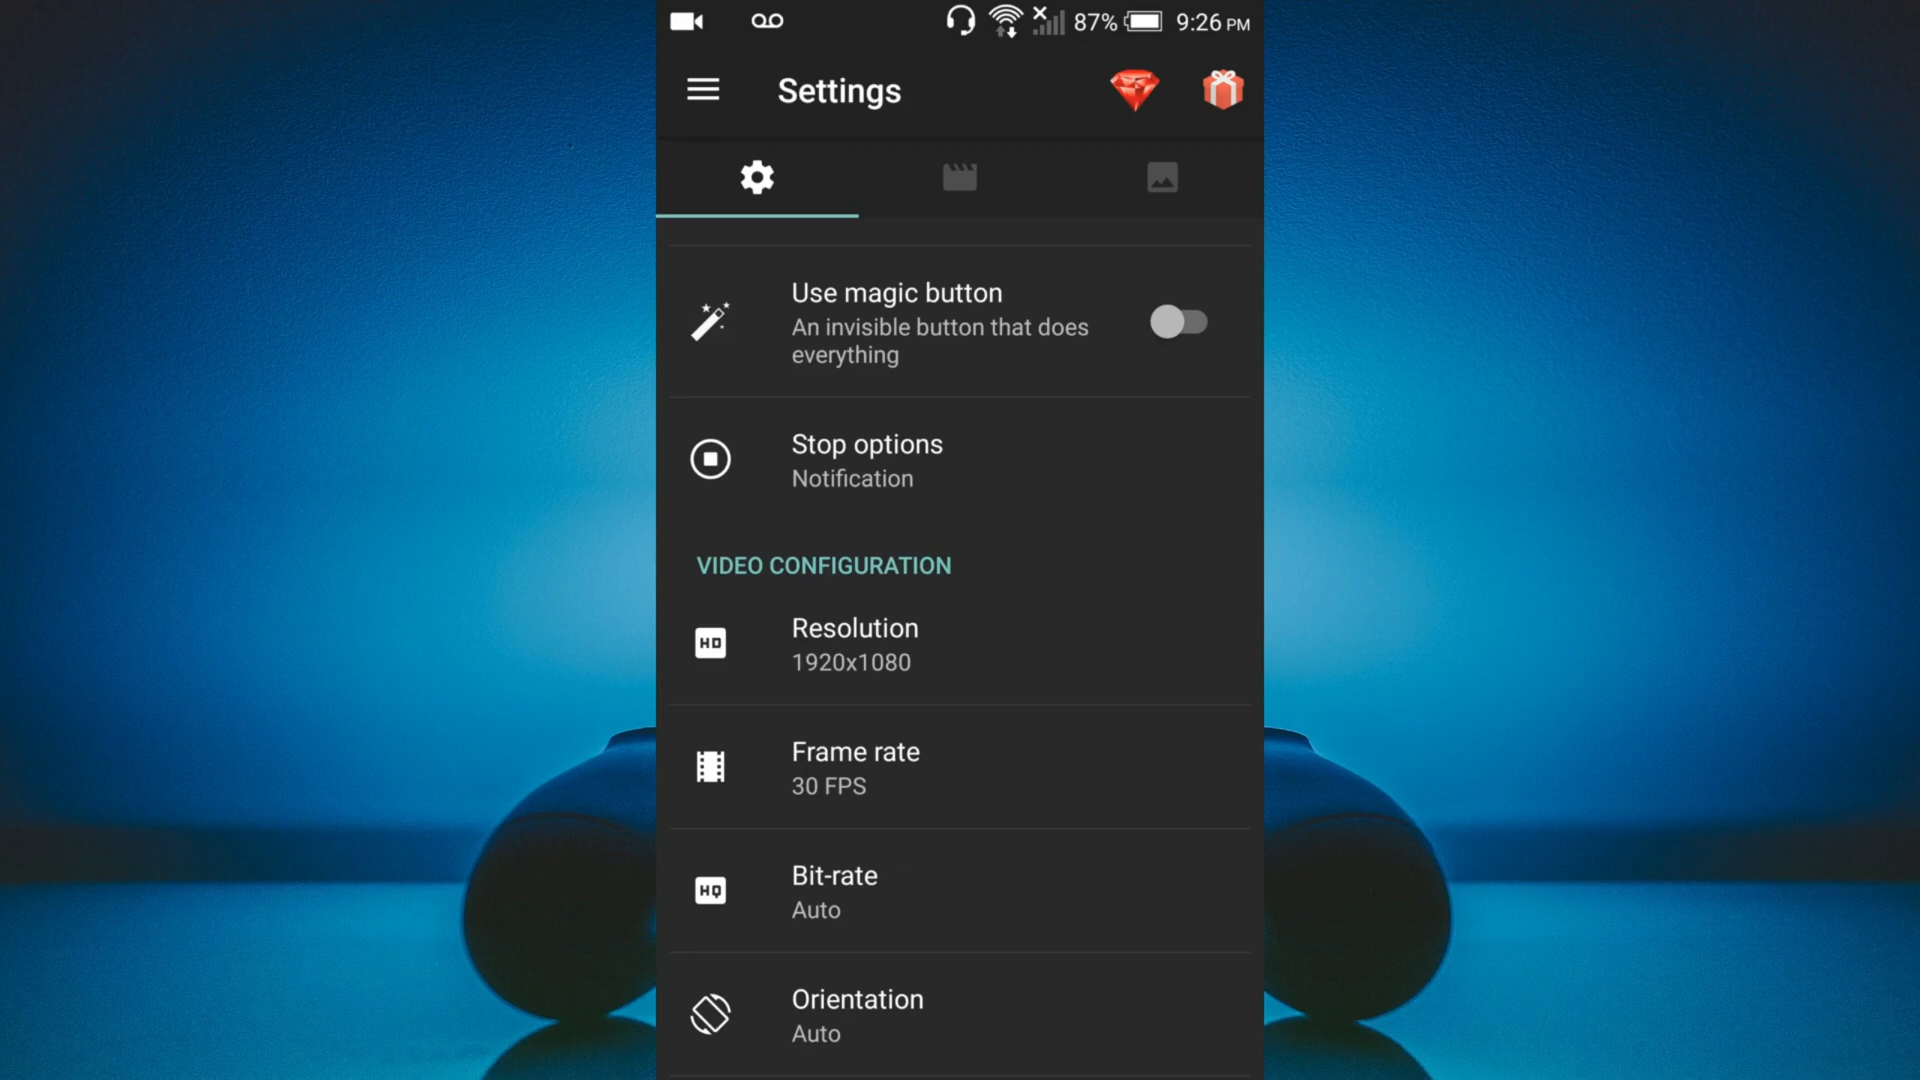 87% 9:26 PM
Settings
Use magic button
An invisible button that does
everything
Stop options
Notification
VIDEO CONFIGURATION
HD
Resolution
1920x1080
Frame rate
30 FPS
HQ
Bit-rate
Auto
Orientation
Auto